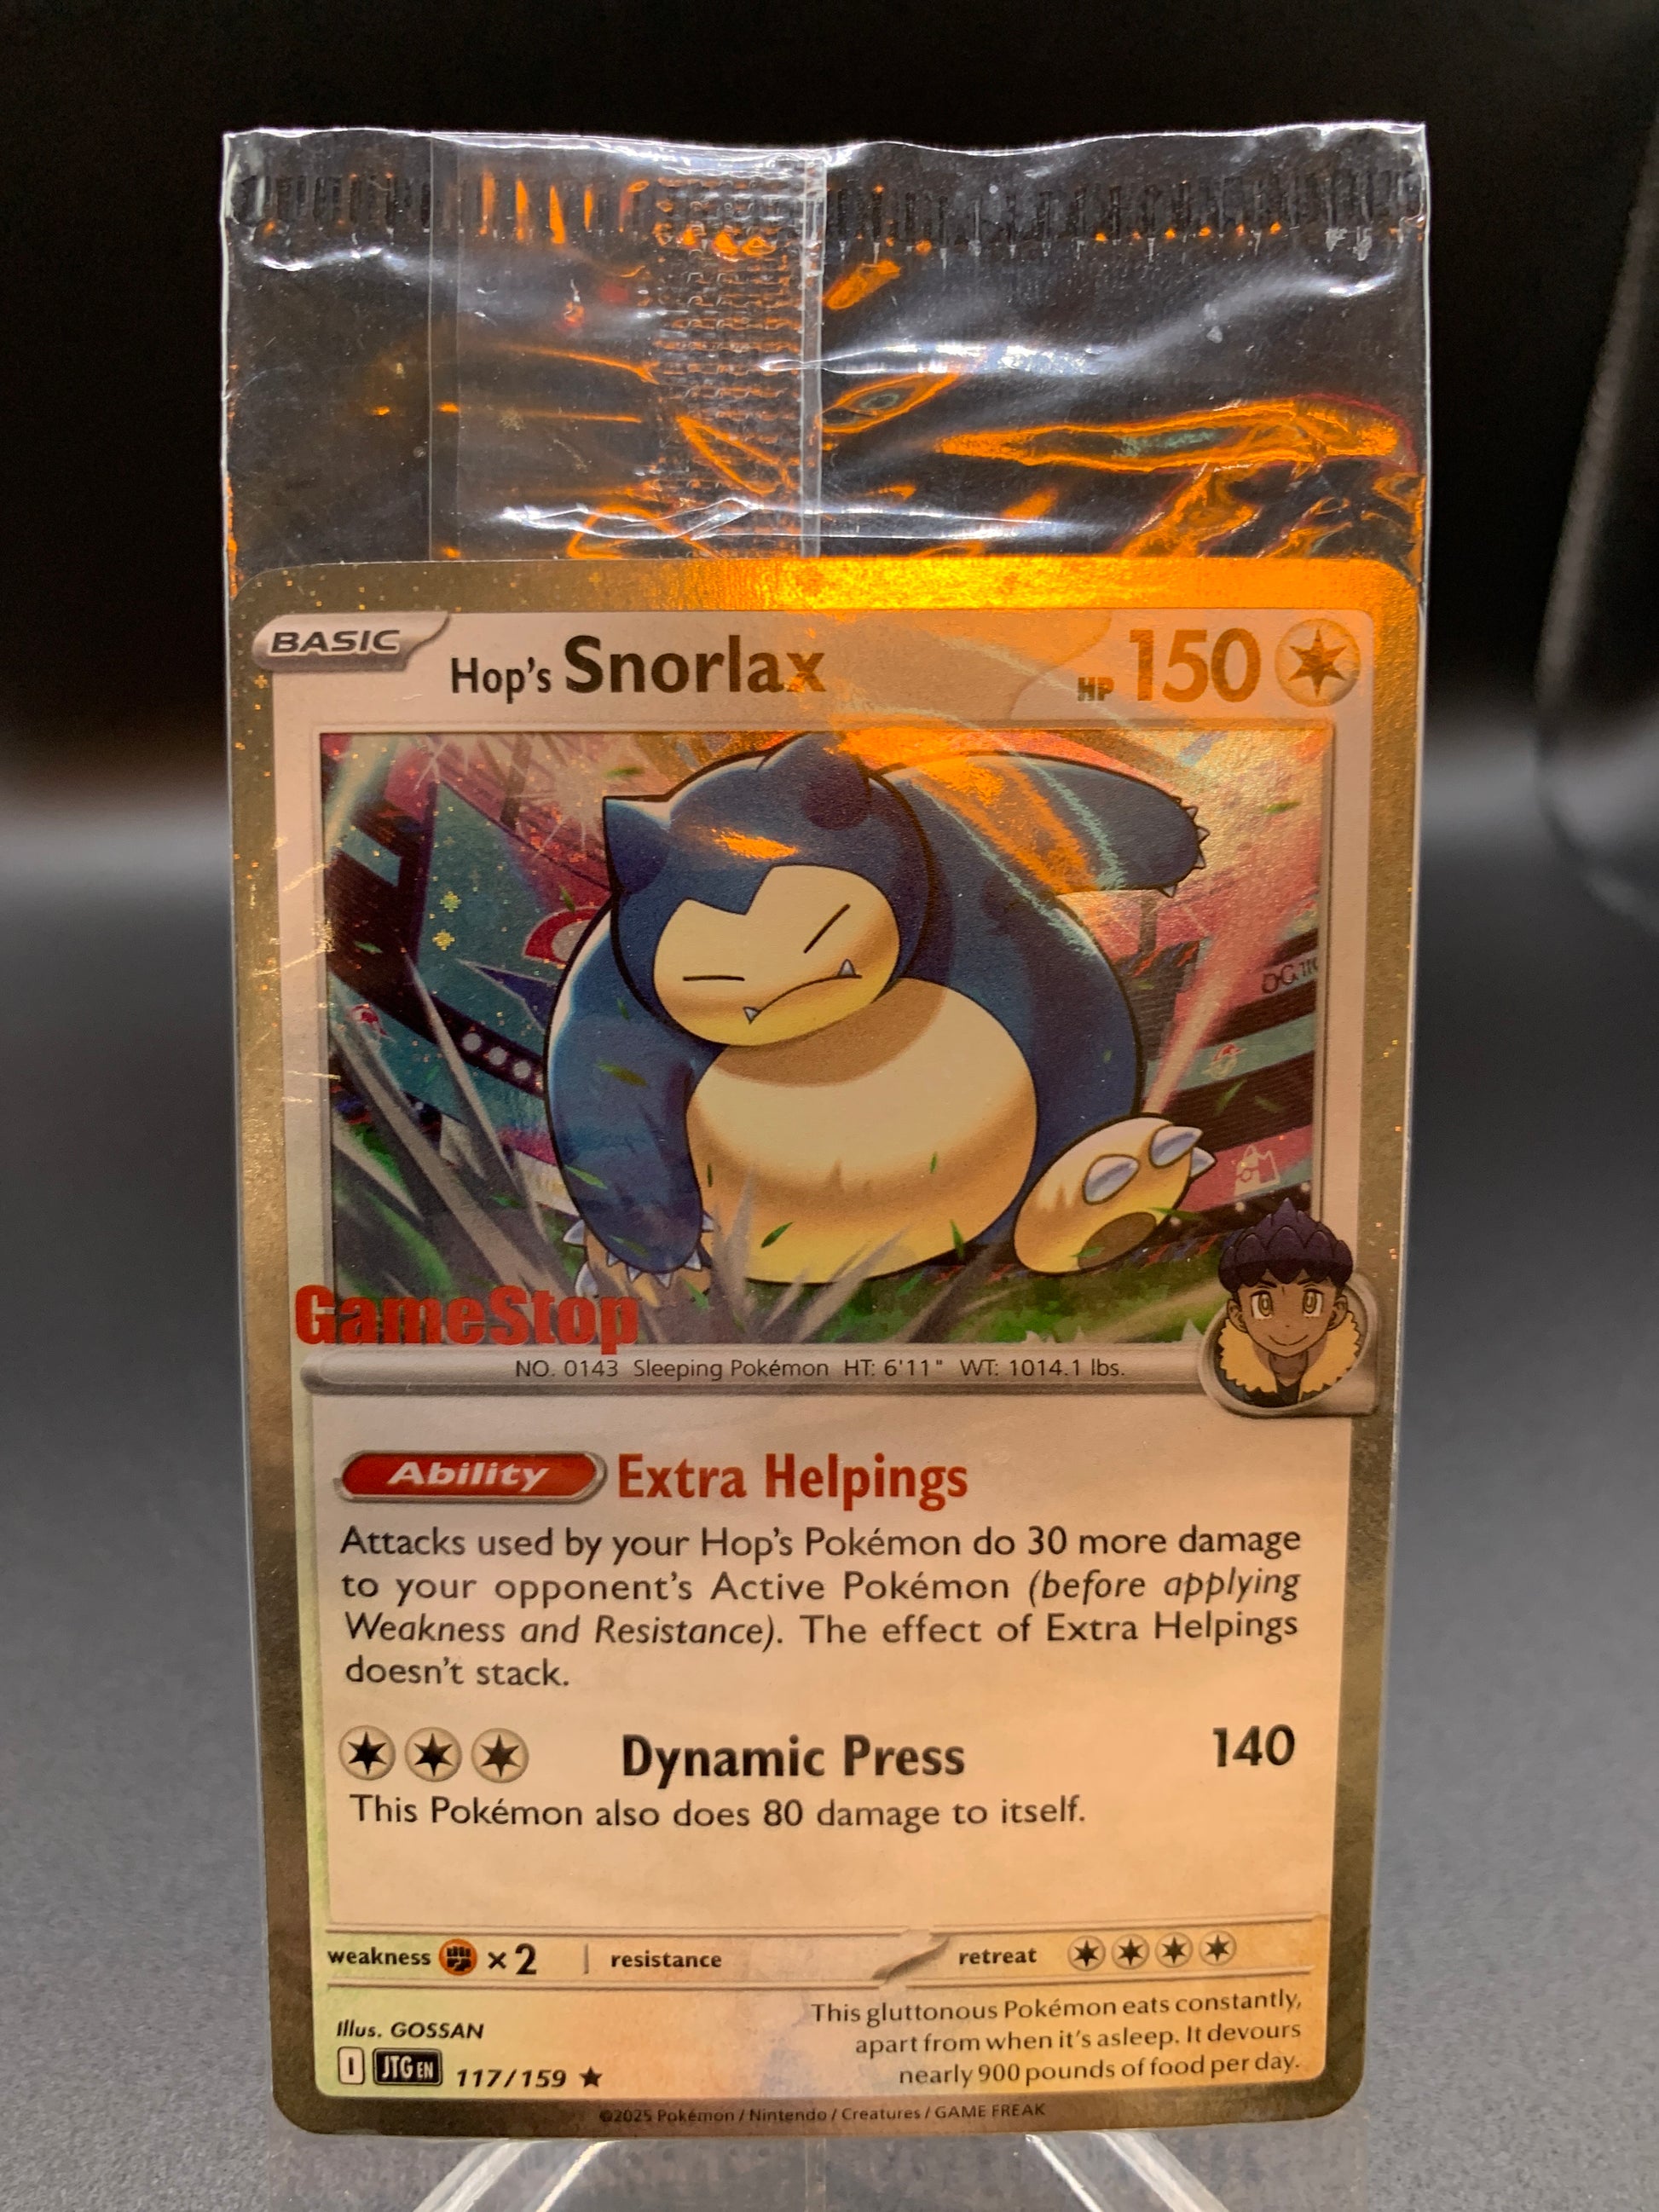 BASIC
Hop's Snorlax HP 150
GameStop
NO. 0143 Sleeping Pokémon HT: 6'11" WT: 1014.1 lbs.
Ability Extra Helpings
Attacks used by your Hop's Pokémon do 30 more damage
to your opponent's Active Pokémon (before applying
Weakness and Resistance). The effect of Extra Helpings
doesn't stack.
Dynamic Press 140
This Pokémon also does 80 damage to itself.
weakness ×2 resistance retreat
This gluttonous Pokémon eats constantly,
apart from when it's asleep. It devours
nearly 900 pounds of food per day.
Illus. GOSSAN
I JTG EN 117/159
©2025 Pokémon / Nintendo / Creatures / GAME FREAK